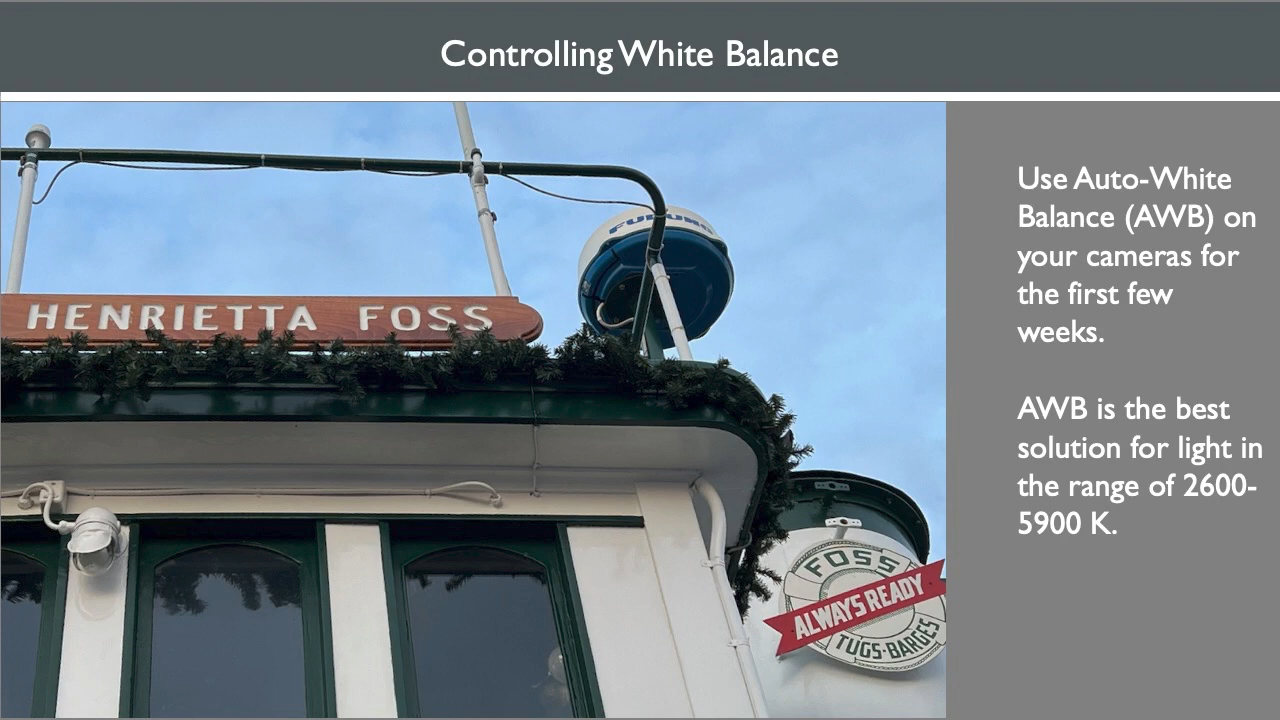 Controlling White Balance
Use Auto-White
Balance (AWB) on
your cameras for
the first few
weeks.
AWB is the best
solution for light in
the range of 2600-
5900 K.
FURUNO
HENRIETTA FOSS
FOSS
ALWAYS READY
TUGS-BARGES